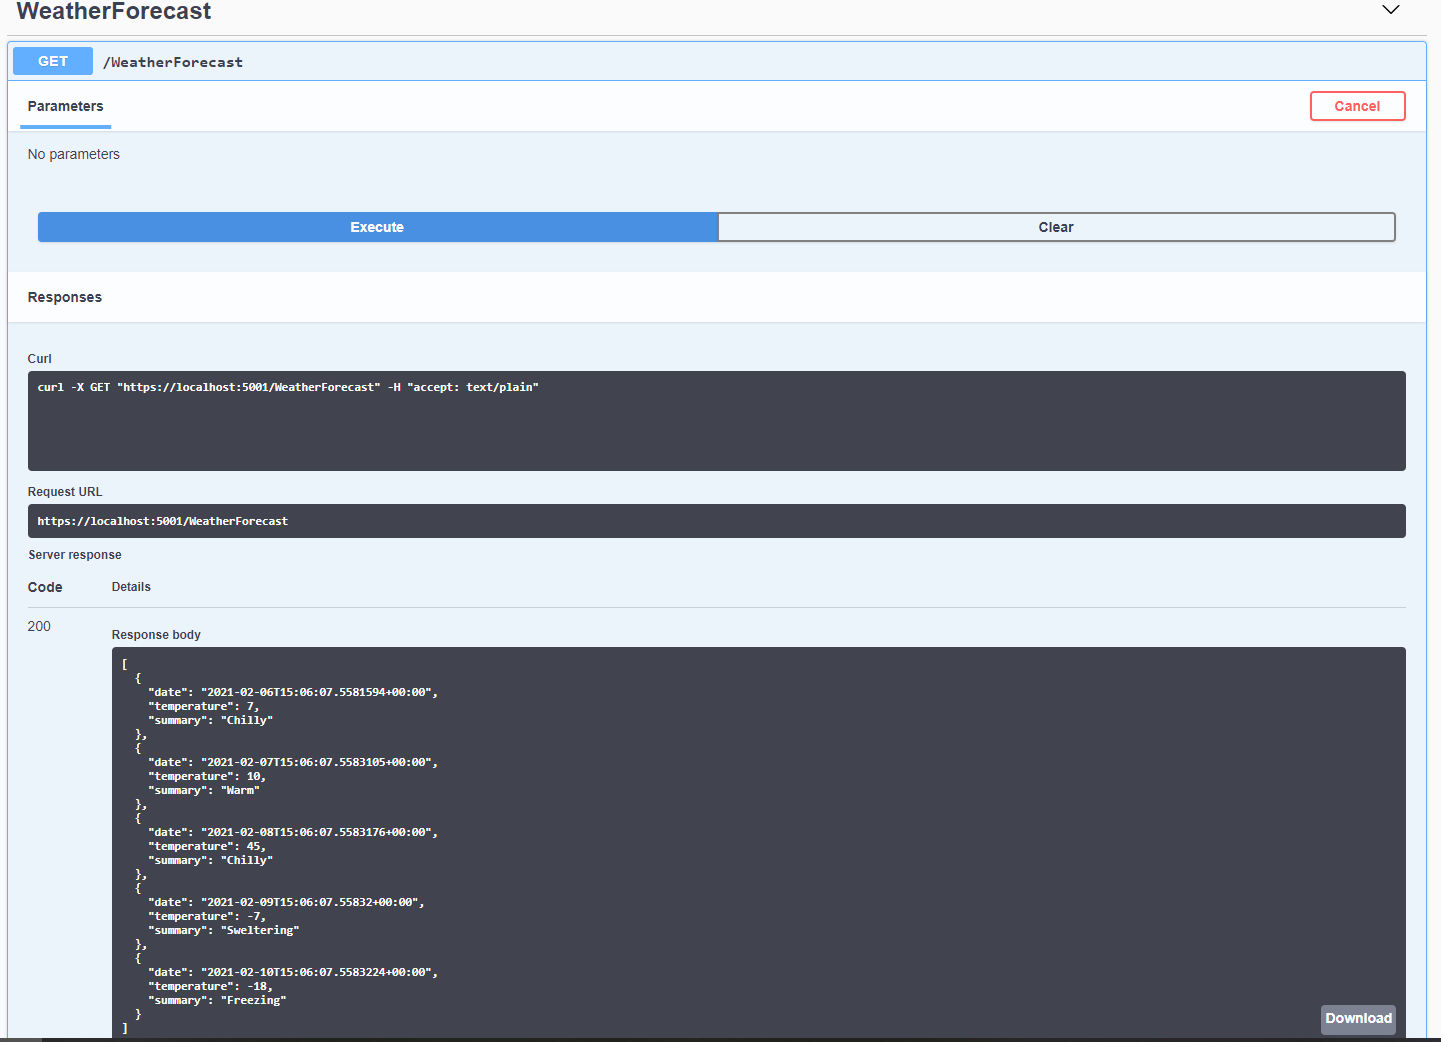 WeatherForecast
GET /WeatherForecast
Parameters
Cancel
No parameters
Execute
Clear
Responses
Curl
curl -X GET "https://localhost:5001/WeatherForecast" -H "accept: text/plain"
Request URL
https://localhost:5001/WeatherForecast
Server response
Code Details
200
Response body
[
  {
    "date": "2021-02-06T15:06:07.5581594+00:00",
    "temperature": 7,
    "summary": "Chilly"
  },
  {
    "date": "2021-02-07T15:06:07.5583105+00:00",
    "temperature": 10,
    "summary": "Warm"
  },
  {
    "date": "2021-02-08T15:06:07.5583176+00:00",
    "temperature": 45,
    "summary": "Chilly"
  },
  {
    "date": "2021-02-09T15:06:07.55832+00:00",
    "temperature": -7,
    "summary": "Sweltering"
  },
  {
    "date": "2021-02-10T15:06:07.5583224+00:00",
    "temperature": -18,
    "summary": "Freezing"
  }
]
Download